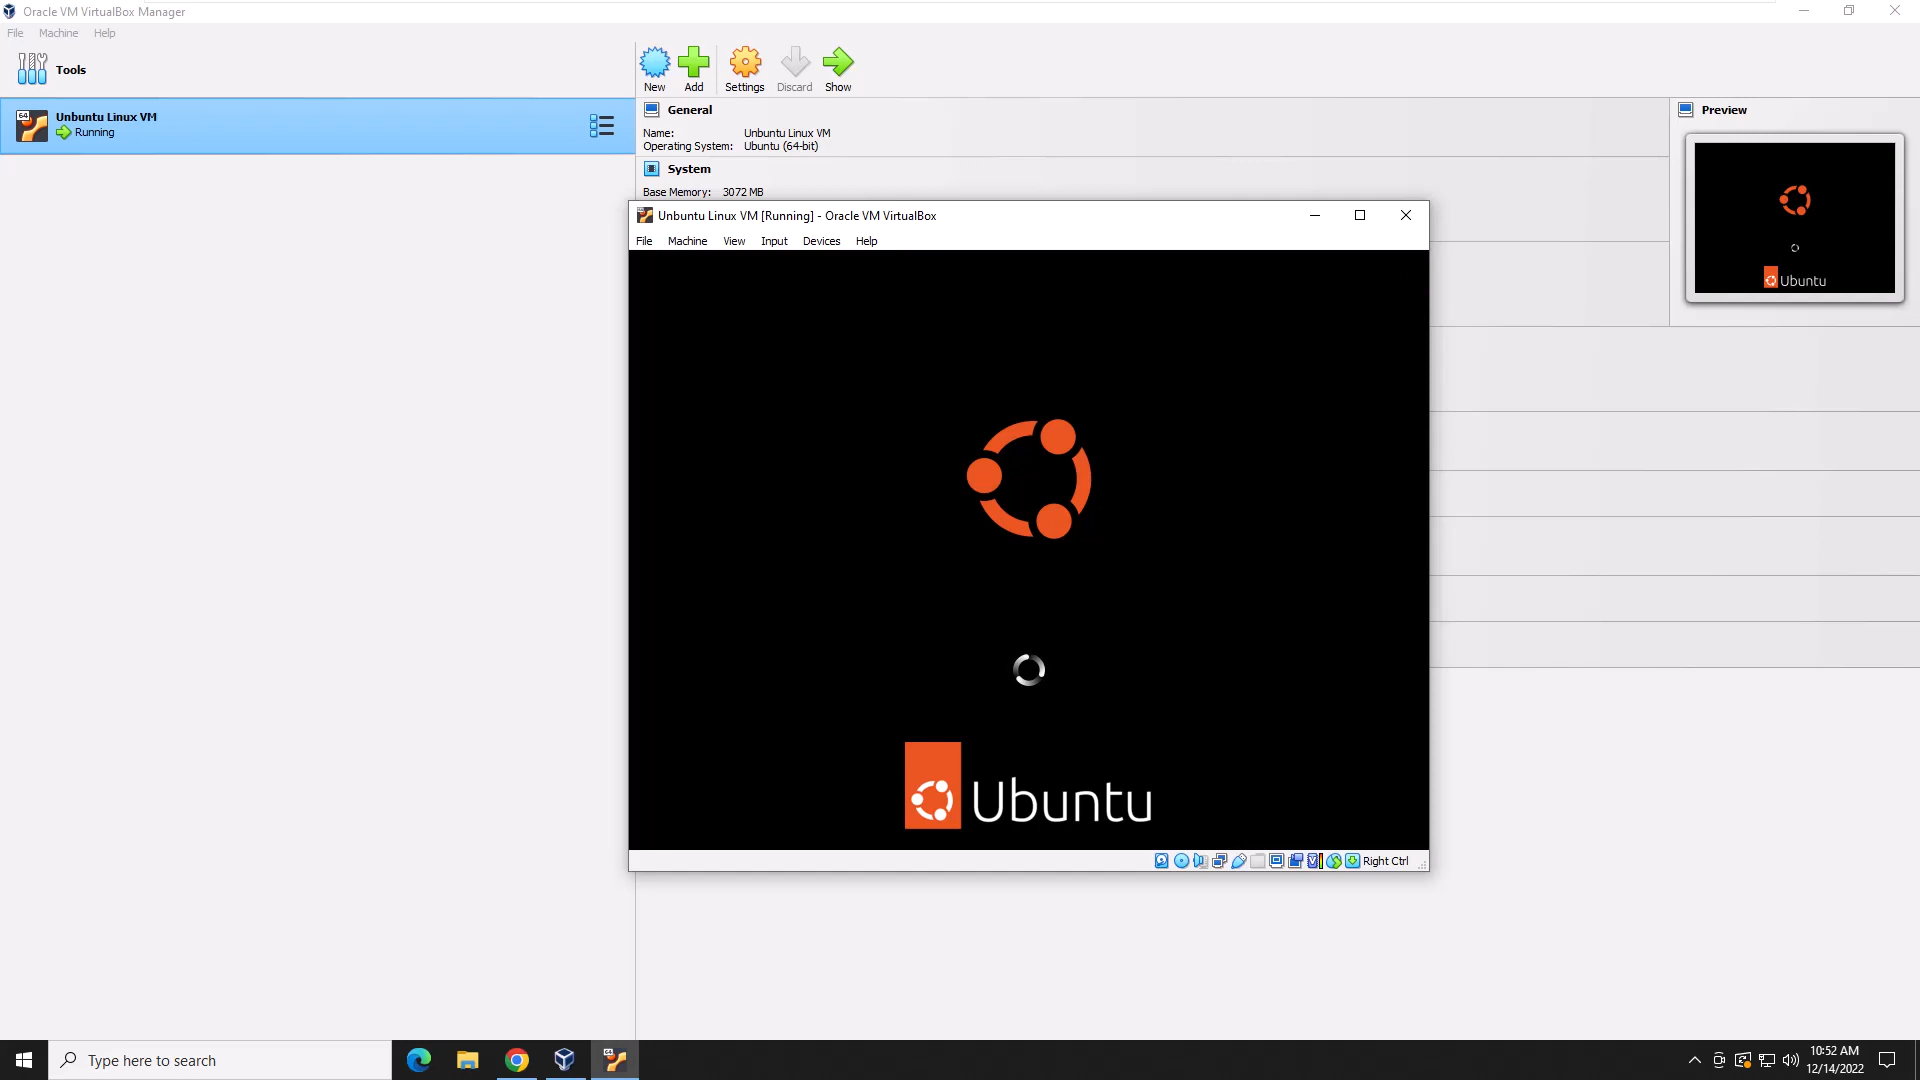 Oracle VM VirtualBox Manager
File Machine Help
Tools
New Add Settings Discard Show
64 Unbuntu Linux VM
Running
General
Name: Unbuntu Linux VM
Operating System: Ubuntu (64-bit)
System
Base Memory: 3072 MB
Preview
Ubuntu
Unbuntu Linux VM [Running] - Oracle VM VirtualBox
File Machine View Input Devices Help
Ubuntu
Right Ctrl
Type here to search
64
10:52 AM
12/14/2022